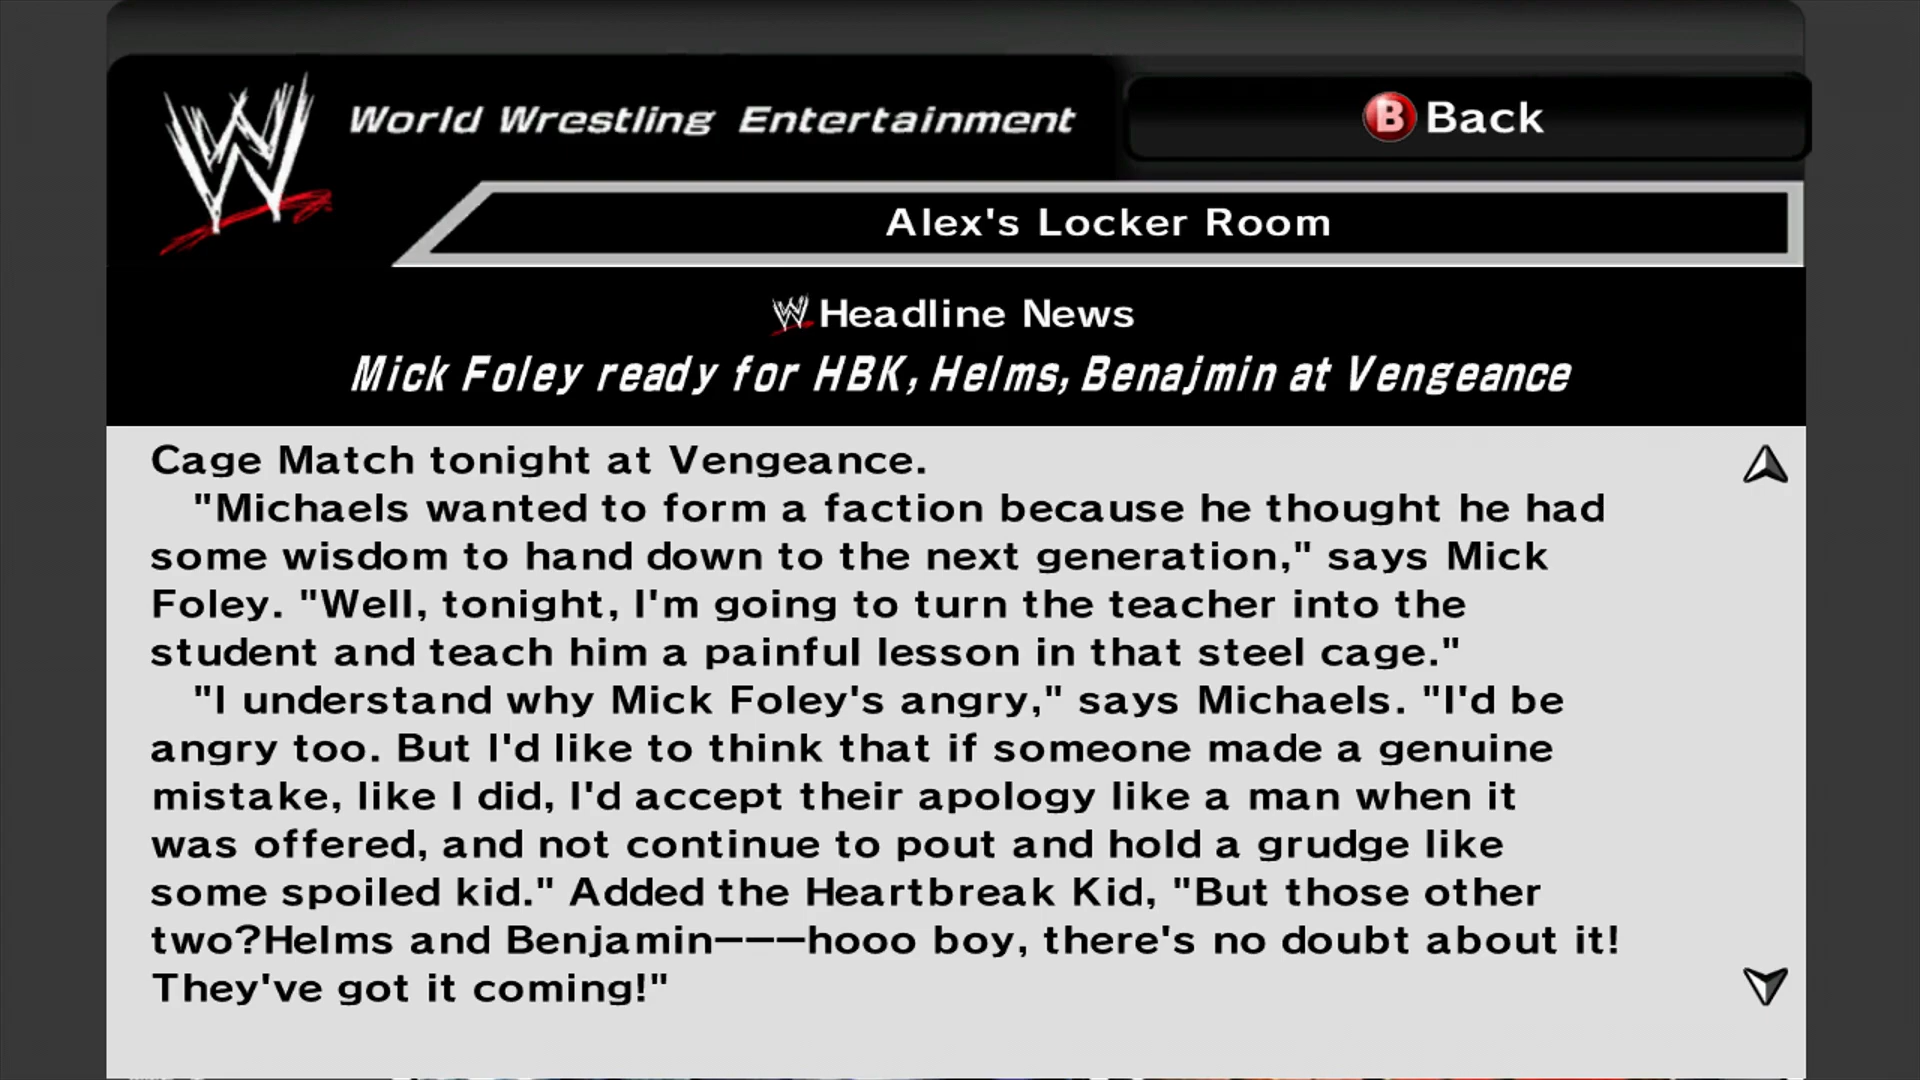 World Wrestling Entertainment
B Back
Alex's Locker Room
W Headline News
Mick Foley ready for HBK, Helms, Benajmin at Vengeance
Cage Match tonight at Vengeance.
"Michaels wanted to form a faction because he thought he had
some wisdom to hand down to the next generation," says Mick
Foley. "Well, tonight, I'm going to turn the teacher into the
student and teach him a painful lesson in that steel cage."
"I understand why Mick Foley's angry," says Michaels. "I'd be
angry too. But I'd like to think that if someone made a genuine
mistake, like I did, I'd accept their apology like a man when it
was offered, and not continue to pout and hold a grudge like
some spoiled kid." Added the Heartbreak Kid, "But those other
two?Helms and Benjamin———hooo boy, there's no doubt about it!
They've got it coming!"